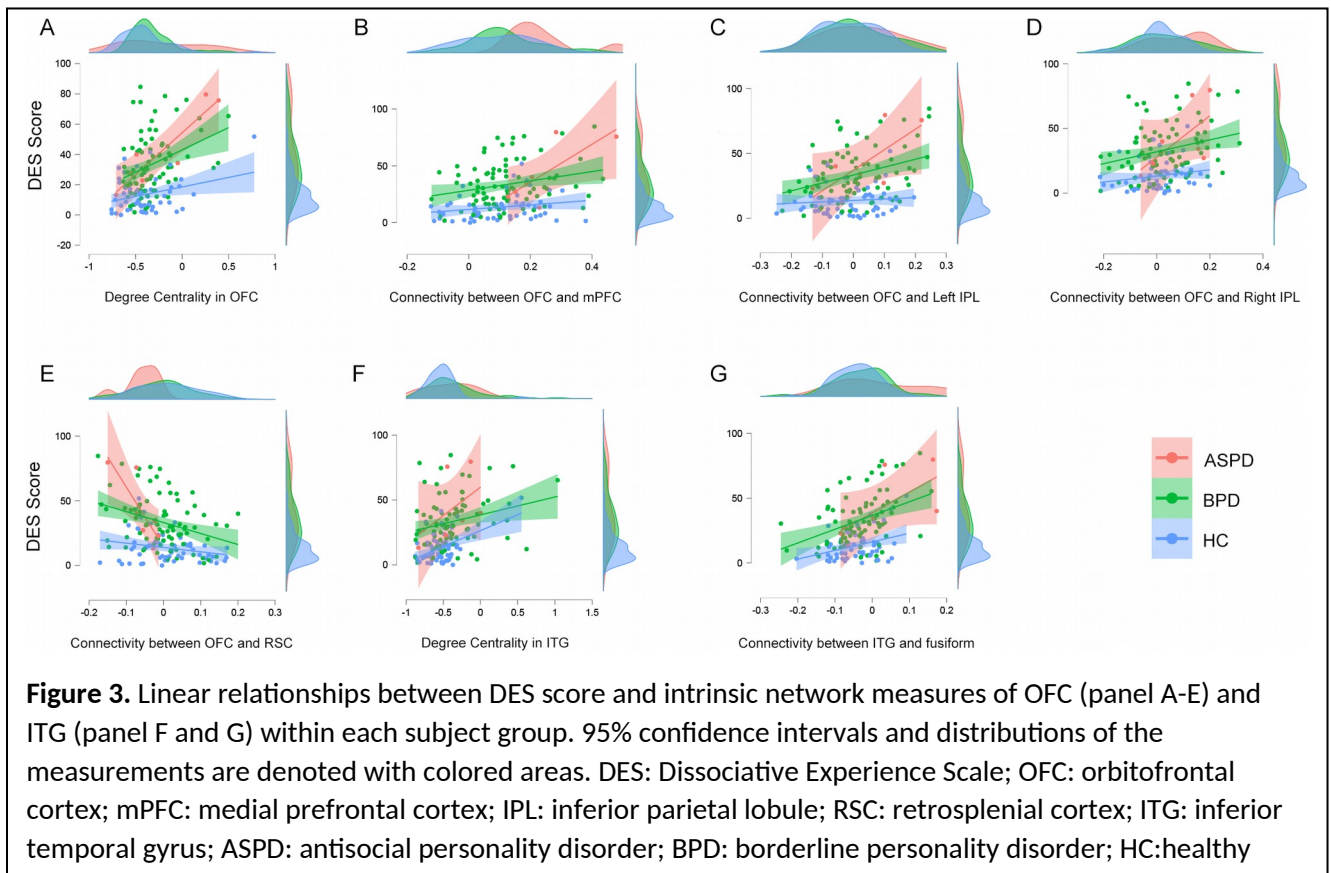 A
B
C
D
100
80
60
40
20
0
-20
DES Score
-1
-0.5
0
0.5
1
Degree Centrality in OFC
100
50
0
-0.2
0
0.2
0.4
Connectivity between OFC and mPFC
100
50
0
-0.3
-0.2
-0.1
0
0.1
0.2
0.3
Connectivity between OFC and Left IPL
100
50
0
-0.2
0
0.2
0.4
Connectivity between OFC and Right IPL
E
F
G
100
50
0
DES Score
-0.2
-0.1
0
0.1
0.2
0.3
Connectivity between OFC and RSC
100
50
0
-1
-0.5
0
0.5
1
1.5
Degree Centrality in ITG
100
50
0
-0.3
-0.2
-0.1
0
0.1
0.2
Connectivity between ITG and fusiform
ASPD
BPD
HC
Figure 3. Linear relationships between DES score and intrinsic network measures of OFC (panel A-E) and
ITG (panel F and G) within each subject group. 95% confidence intervals and distributions of the
measurements are denoted with colored areas. DES: Dissociative Experience Scale; OFC: orbitofrontal
cortex; mPFC: medial prefrontal cortex; IPL: inferior parietal lobule; RSC: retrosplenial cortex; ITG: inferior
temporal gyrus; ASPD: antisocial personality disorder; BPD: borderline personality disorder; HC:healthy